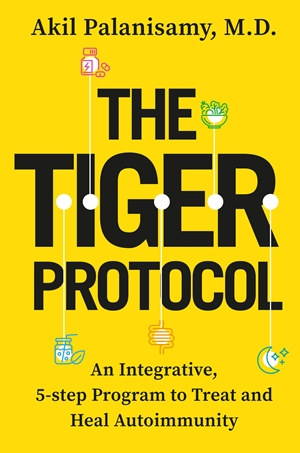 Akil Palanisamy, M.D.
THE
TIGER
PROTOCOL
An Integrative,
5-step Program to Treat and
Heal Autoimmunity